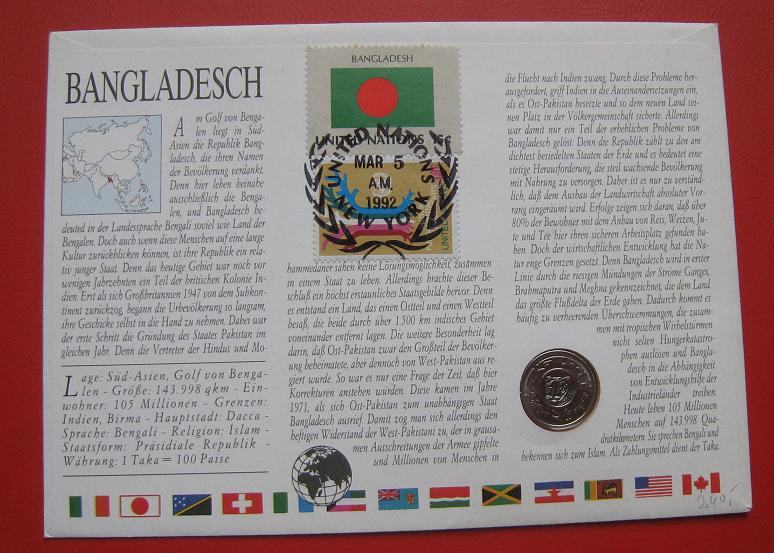 BANGLADESCH
Am Golf von Benga-
len liegt in Süd-
Asien die Republik Bang-
ladesch, die ihren Namen
der Bevölkerung verdankt.
Denn hier leben beinahe
ausschließlich die Benga-
len, und Bangladesch be-
deuted in der Landessprache Bengali soviel wie Land der
Bengalen. Doch auch wenn diese Menschen auf eine lange
Kultur zurückblicken können, ist ihre Republik ein rela-
tiv junger Staat. Denn das heutige Gebiet war noch vor
wenigen Jahrzehnten ein Teil der britischen Kolonie In-
dien. Erst als sich Großbritannien 1947 von dem Subkon-
tinent zurückzog, begann die Urbevölkerung so langsam,
ihre Geschicke selbst in die Hand zu nehmen. Dabei war
der erste Schritt die Gründung des Staates Pakistan im
gleichen Jahr. Denn die Vertreter der Hindus und Mo-
Lage: Süd-Asien, Golf von Benga-
len - Größe: 143.998 qkm - Ein-
wohner: 105 Millionen - Grenzen:
Indien, Birma - Hauptstadt: Dacca -
Sprache: Bengali - Religion: Islam -
Staatsform: Präsidiale Republik -
Währung: 1 Taka = 100 Paise
BANGLADESH
UNITED NATIONS
UNITED NATIONS
MAR 5
A.M.
1992
NEW YORK
hammedaner sahen keine Lösungsmöglichkeit, zusammen
in einem Staat zu leben. Allerdings brachte dieser Be-
schluß ein höchst erstaunliches Staatsgebilde hervor. Denn
es entstand ein Land, das einen Ostteil und einen Westteil
besaß, die beide durch über 1.500 km indisches Gebiet
voneinander entfernt lagen. Die weitere Besonderheit lag
darin, daß Ost-Pakistan zwar den Großteil der Bevölker-
ung beheimatete, aber dennoch von West-Pakistan aus re-
giert wurde. So war es nur eine Frage der Zeit, daß hier
Korrekturen anstehen würden. Diese kamen im Jahre
1971, als sich Ost-Pakistan zum unabhängigen Staat
Bangladesch ausrief. Damit zog man sich allerdings den
heftigen Widerstand der West-Pakistani zu, der in grausa-
men Ausschreitungen der Armee gipfelte
und Millionen von Menschen in
die Flucht nach Indien zwang. Durch diese Probleme her-
ausgefordert, griff Indien in die Auseinandersetzungen ein,
als es Ost-Pakistan besetzte und so dem neuen Land sei-
nen Platz in der Völkergemeinschaft sicherte. Allerdings
war damit nur ein Teil der erheblichen Probleme von
Bangladesch gelöst. Denn die Republik zählt zu den am
dichtest besiedelten Staaten der Erde und es bedeutet eine
stetige Herausforderung, die steil wachsende Bevölkerung
mit Nahrung zu versorgen. Daher ist es nur zu verständ-
lich, daß dem Ausbau der Landwirtschaft absoluter Vor-
rang eingeräumt wird. Erfolge zeigen sich daran, daß über
80% der Bewohner mit dem Anbau von Reis, Weizen, Ju-
te und Tee hier ihren sicheren Arbeitsplatz gefunden ha-
ben. Doch der wirtschaftlichen Entwicklung hat die Na-
tur enge Grenzen gesetzt. Denn Bangladesch wird in erster
Linie durch die riesigen Mündungen der Ströme Ganges,
Brahmaputra und Meghna gekennzeichnet, die dem Land
das größte Flußdelta der Erde gaben. Dadurch kommt es
häufig zu verheerenden Überschwemmungen, die zusam-
men mit tropischen Wirbelstürmen
nicht selten Hungerkatastro-
phen auslösen und Bangla-
desch in die Abhängigkeit
von Entwicklungshilfe der
Industrieländer treiben.
Heute leben 105 Millionen
Menschen auf 143.998 Qua-
dratkilometern. Sie sprechen Bengali und
bekennen sich zum Islam. Als Zahlungsmittel dient der Taka.
2,40,-